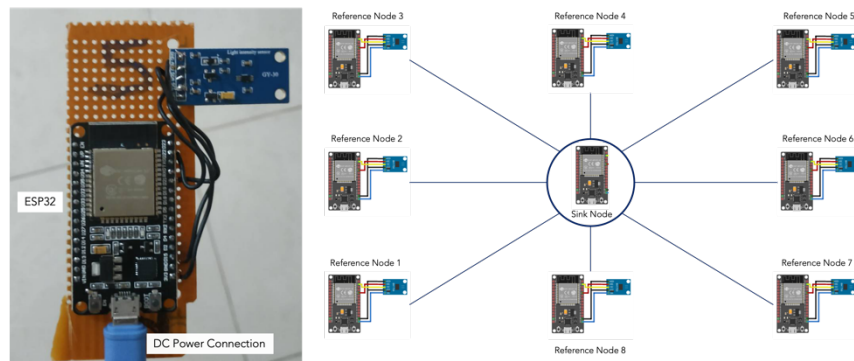 Light intensity sensor
GY-30
ESP32
DC Power Connection
Reference Node 3
Reference Node 4
Reference Node 5
Reference Node 2
Reference Node 6
Sink Node
Reference Node 1
Reference Node 7
Reference Node 8